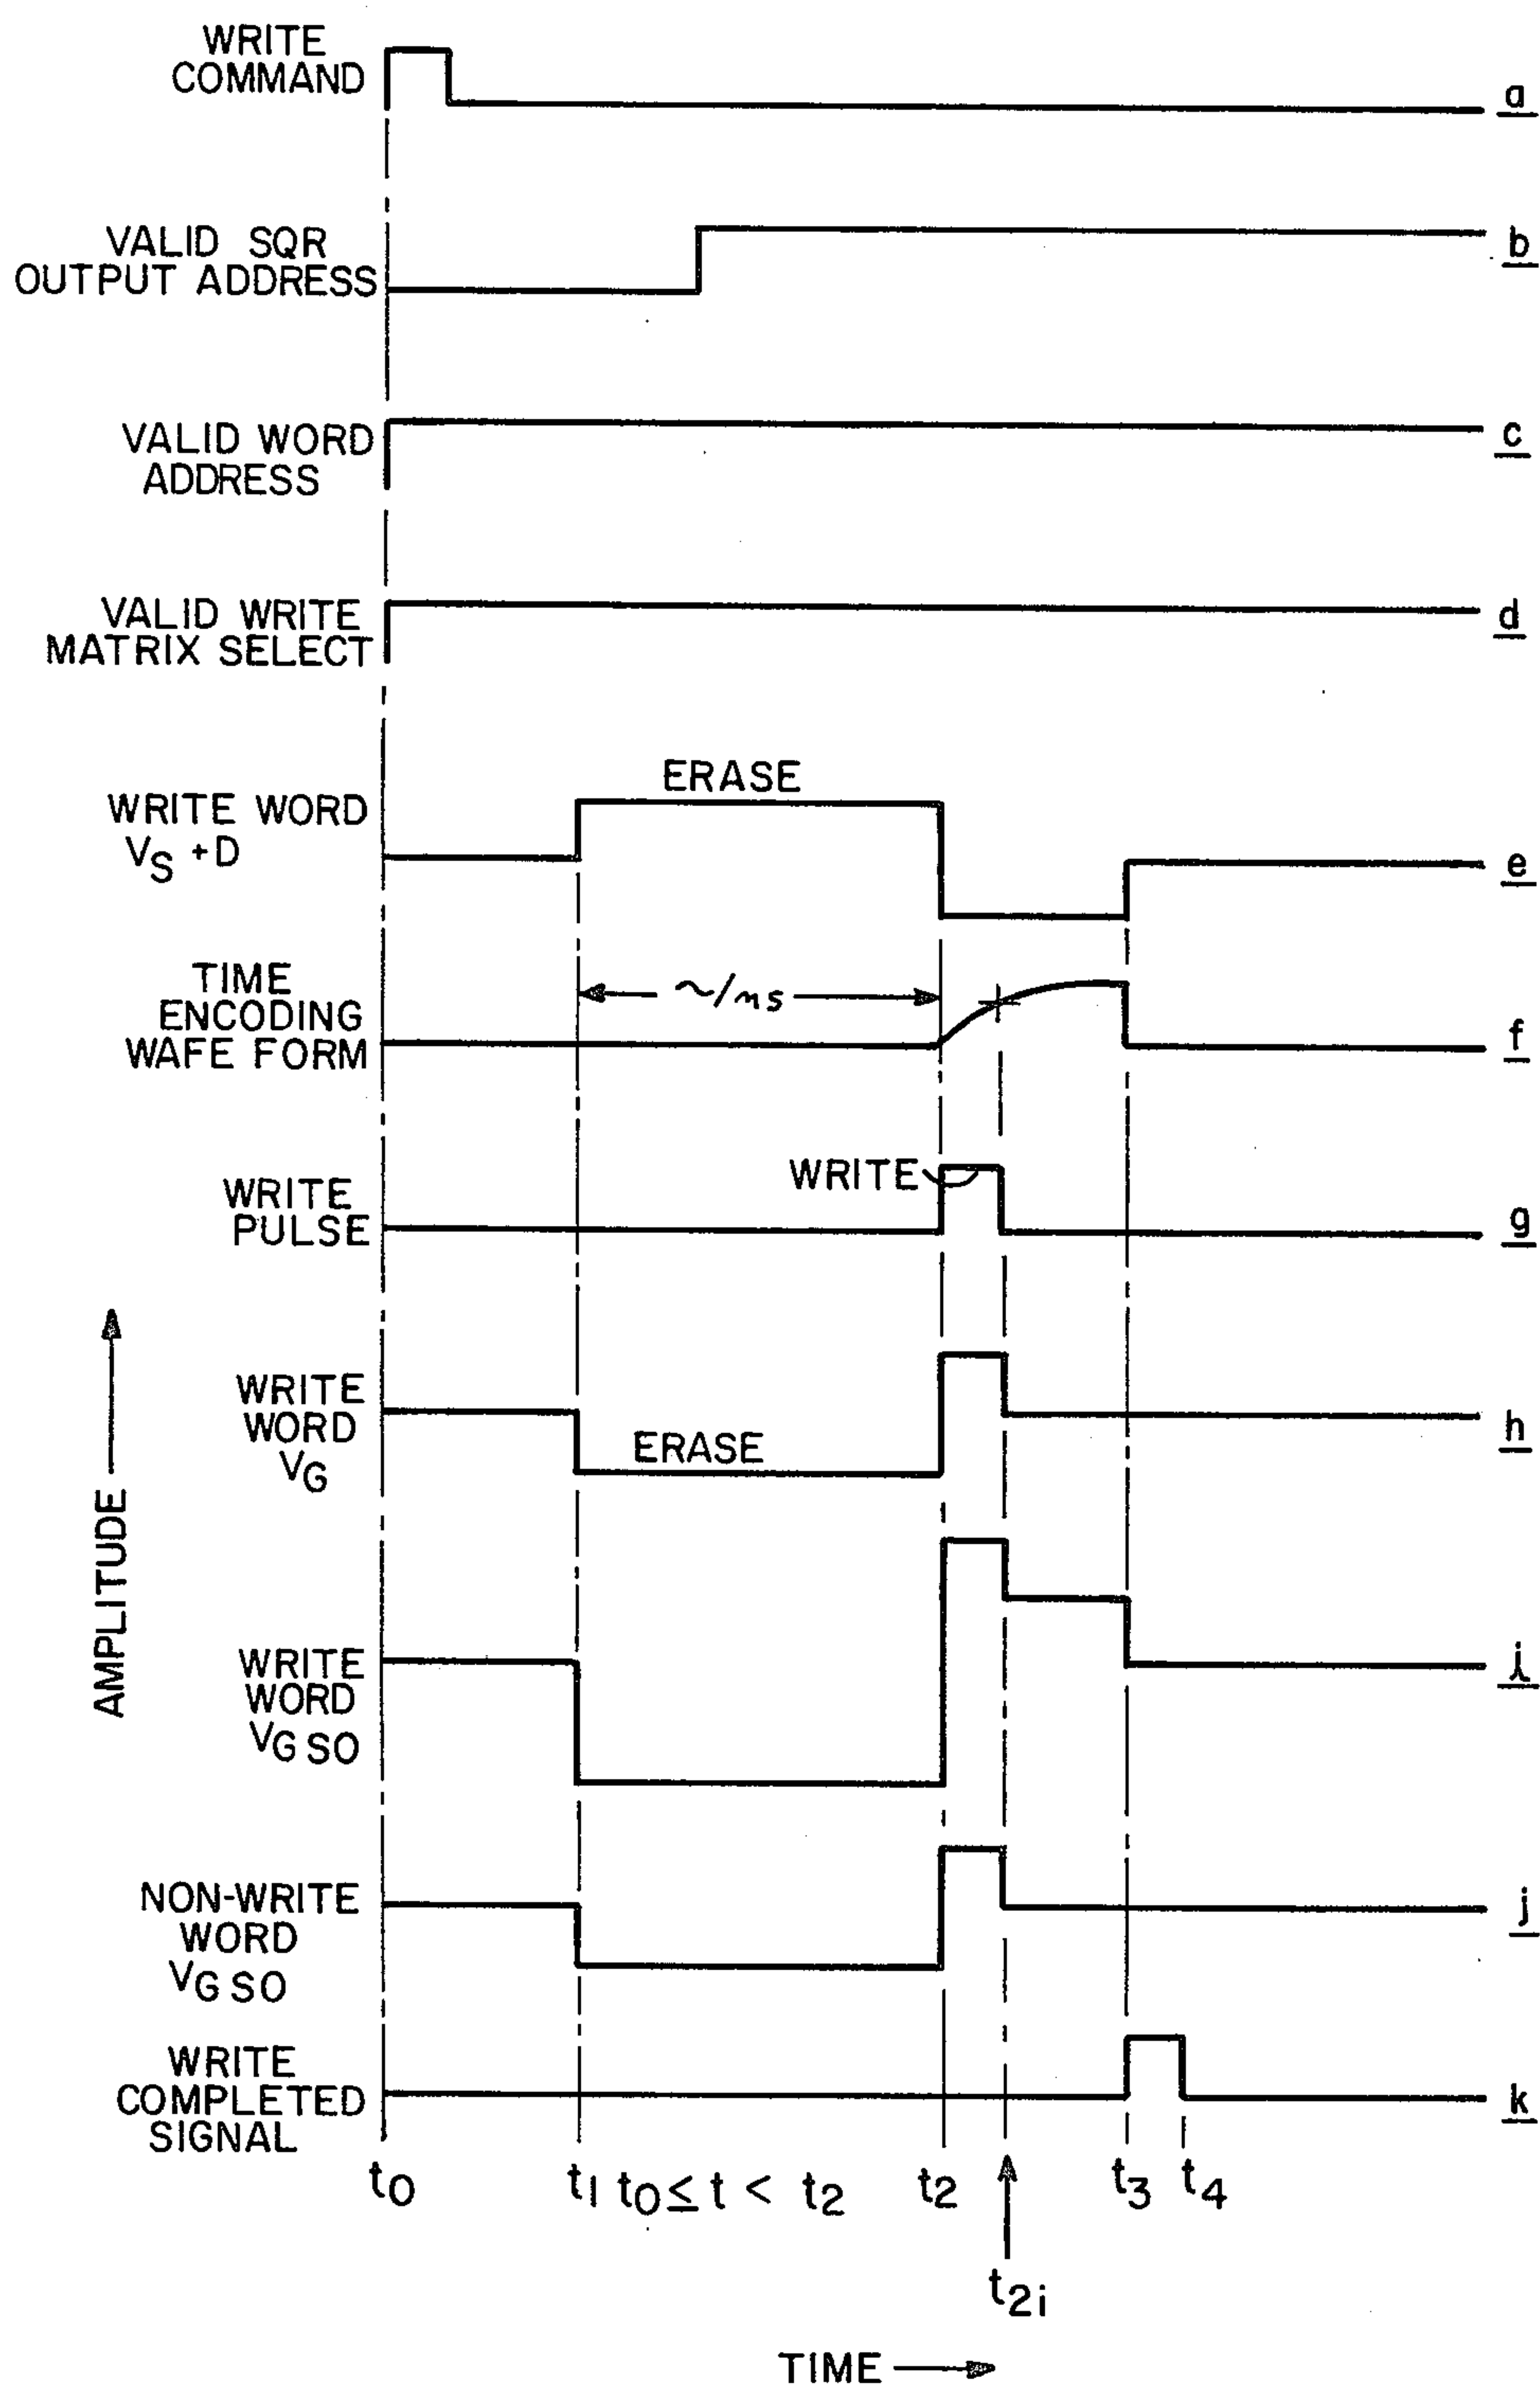 WRITE
COMMAND
a
VALID SQR
OUTPUT ADDRESS
b
VALID WORD
ADDRESS
c
VALID WRITE
MATRIX SELECT
d
ERASE
WRITE WORD
VS +D
e
TIME
ENCODING
WAFE FORM
~/ms
f
WRITE
WRITE
PULSE
g
WRITE
WORD
VG
ERASE
h
WRITE
WORD
VG SO
i
NON-WRITE
WORD
VG SO
j
WRITE
COMPLETED
SIGNAL
k
AMPLITUDE
t0 t1 t0 ≤ t < t2 t2 t3 t4
t2i
TIME